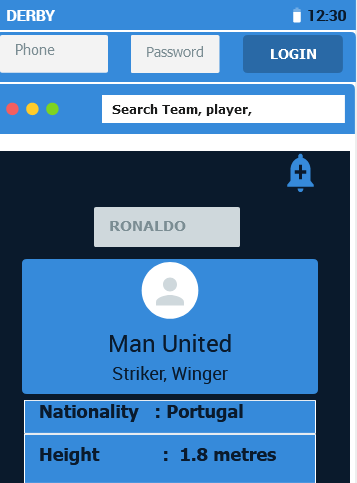 DERBY 12:30
Phone Password LOGIN
Search Team, player,
RONALDO
Man United
Striker, Winger
Nationality : Portugal
Height : 1.8 metres